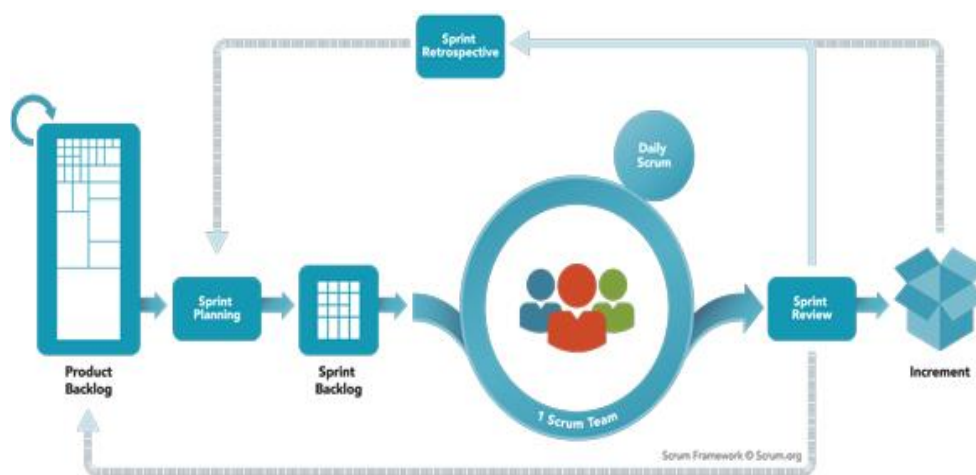 Sprint
Retrospective
Daily
Scrum
Sprint
Planning
Sprint
Review
Product
Backlog
Sprint
Backlog
1 Scrum Team
Increment
Scrum Framework © Scrum.org